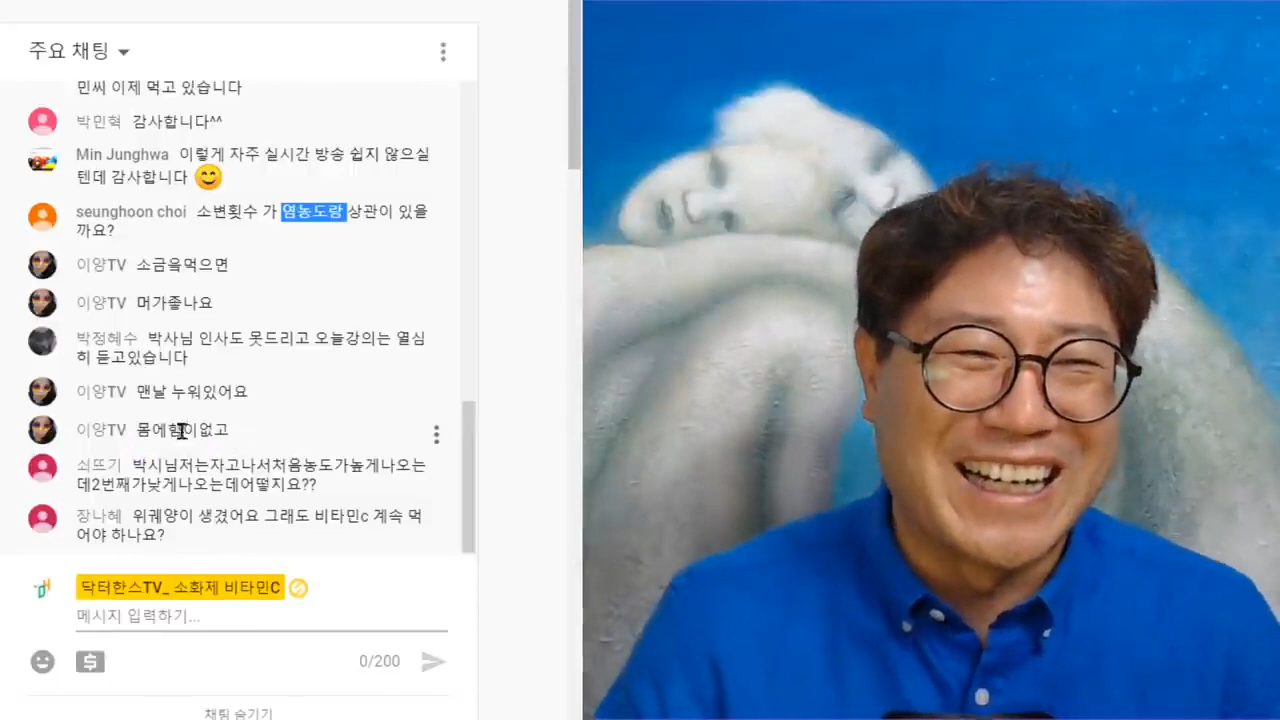 주요 채팅
민씨 이제 먹고 있습니다
박민혁 감사합니다^^
Min Junghwa 이렇게 자주 실시간 방송 쉽지 않으실
텐데 감사합니다
seunghoon choi 소변횟수 가 염농도랑 상관이 있을
까요?
이양TV 소금윽먹으면
이양TV 머가좋나요
박정혜수 박사님 인사도 못드리고 오늘강의는 열심
히 듣고있습니다
이양TV 맨날 누워있어요
이양TV 몸에힘이없고
쇠뜨기 박시님저는자고나서처음농도가높게나오는
데2번째가낮게나오는데어떻지요??
장나혜 위궤양이 생겼어요 그래도 비타민c 계속 먹
어야 하나요?
닥터한스TV_ 소화제 비타민C
메시지 입력하기...
0/200
채팅 숨기기